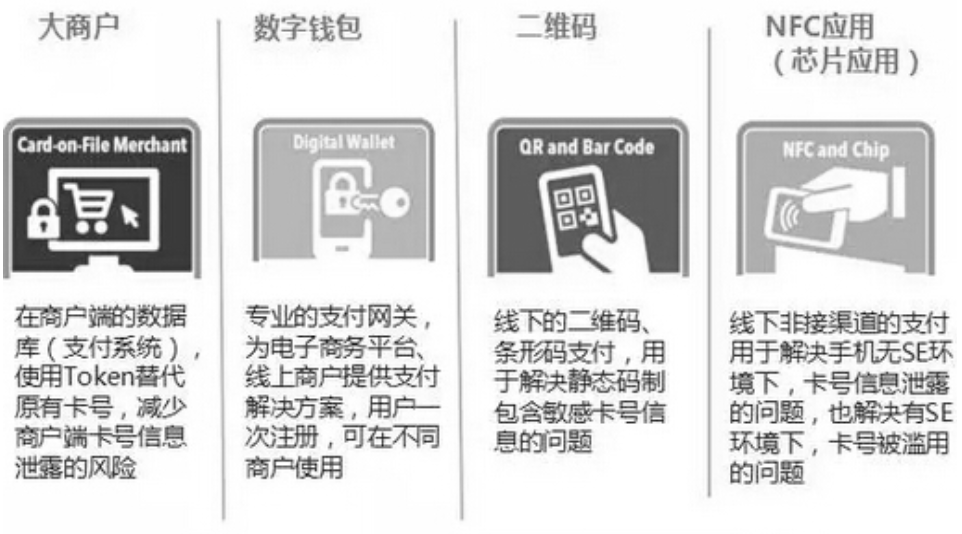 大商户
Card-on-File Merchant
在商户端的数据
库（支付系统），
使用Token替代
原有卡号，减少
商户端卡号信息
泄露的风险
数字钱包
Digital Wallet
专业的支付网关，
为电子商务平台、
线上商户提供支付
解决方案，用户一
次注册，可在不同
商户使用
二维码
QR and Bar Code
线下的二维码、
条形码支付，用
于解决静态码制
包含敏感卡号信
息的问题
NFC应用
（芯片应用）
NFC and Chip
线下非接渠道的支付
用于解决手机无SE环
境下，卡号信息泄露
的问题，也解决有SE
环境下，卡号被滥用
的问题